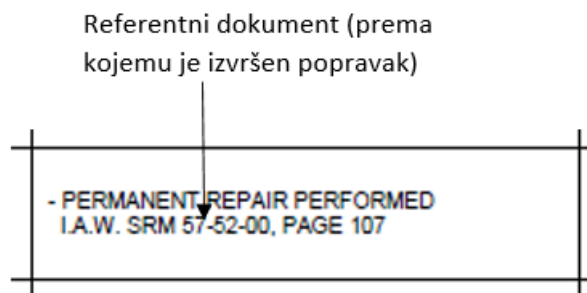 Referentni dokument (prema
kojemu je izvršen popravak)
- PERMANENT REPAIR PERFORMED
I.A.W. SRM 57-52-00, PAGE 107